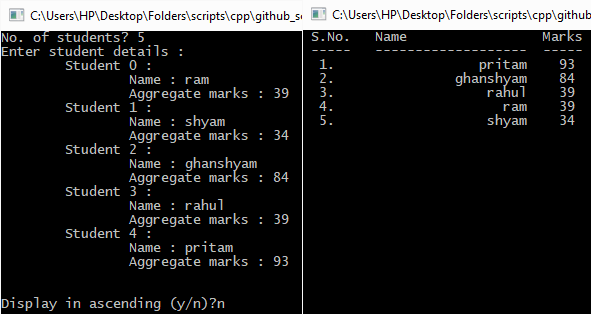 C:\Users\HP\Desktop\Folders\scripts\cpp\github_s
No. of students? 5
Enter student details :
Student 0 :
Name : ram
Aggregate marks : 39
Student 1 :
Name : shyam
Aggregate marks : 34
Student 2 :
Name : ghanshyam
Aggregate marks : 84
Student 3 :
Name : rahul
Aggregate marks : 39
Student 4 :
Name : pritam
Aggregate marks : 93
Display in ascending (y/n)?n
C:\Users\HP\Desktop\Folders\scripts\cpp\github
S.No. Name Marks
----- ------------------- -----
1. pritam 93
2. ghanshyam 84
3. rahul 39
4. ram 39
5. shyam 34